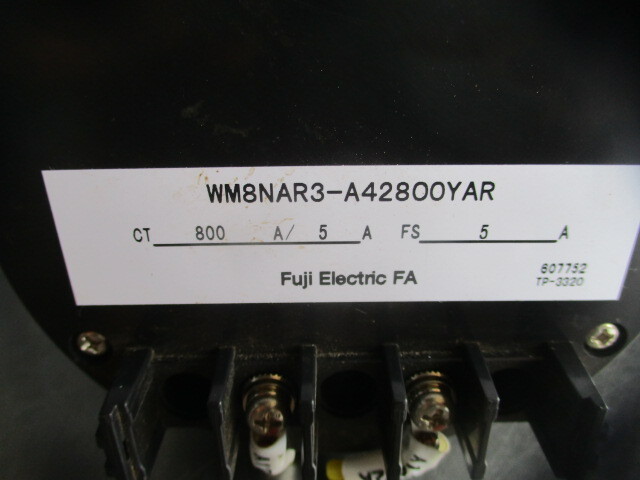 WM8NAR3-A42800YAR
CT 800 A/ 5 A FS 5 A
Fuji Electric FA
607752
TP-3320